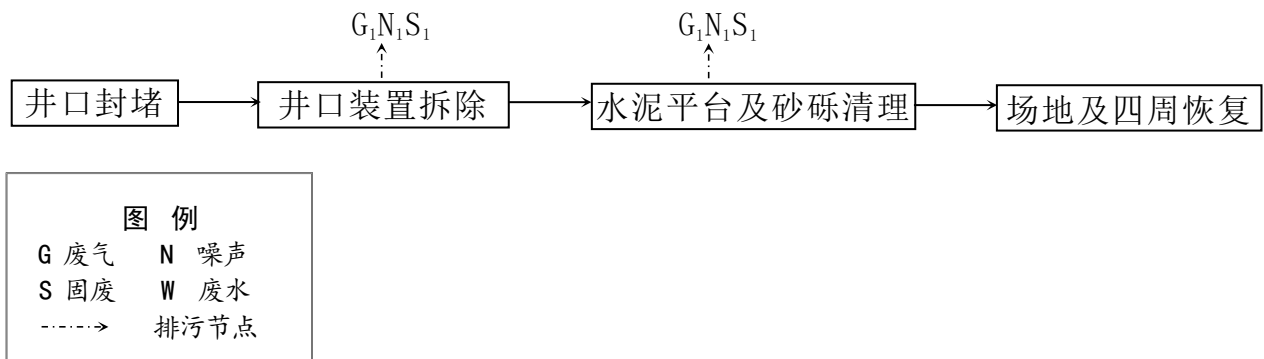 G₁N₁S₁ G₁N₁S₁
井口封堵 井口装置拆除 水泥平台及砂砾清理 场地及四周恢复
图 例
G 废气 N 噪声
S 固废 W 废水
排污节点